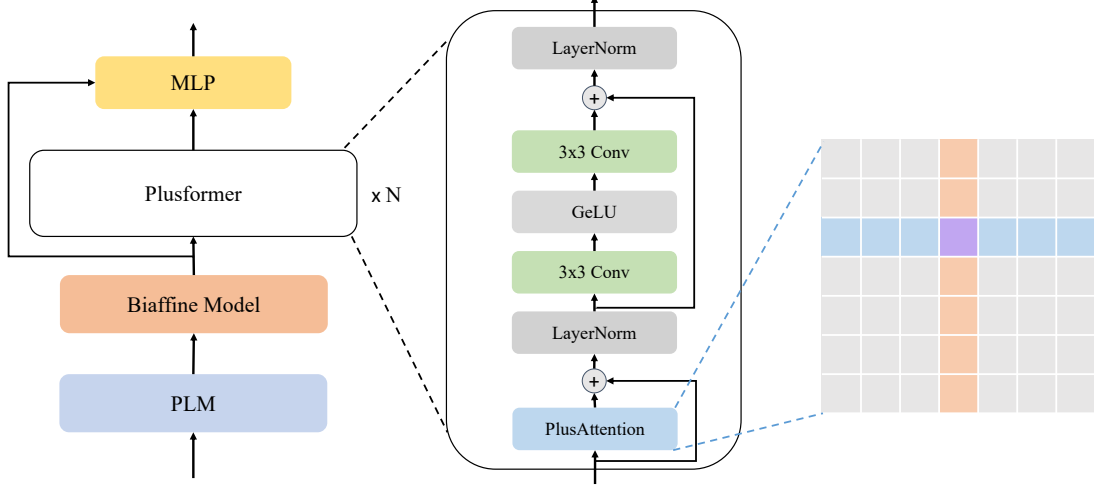 MLP
Plusformer
x N
Biaffine Model
PLM
LayerNorm
+
3x3 Conv
GeLU
3x3 Conv
LayerNorm
+
PlusAttention